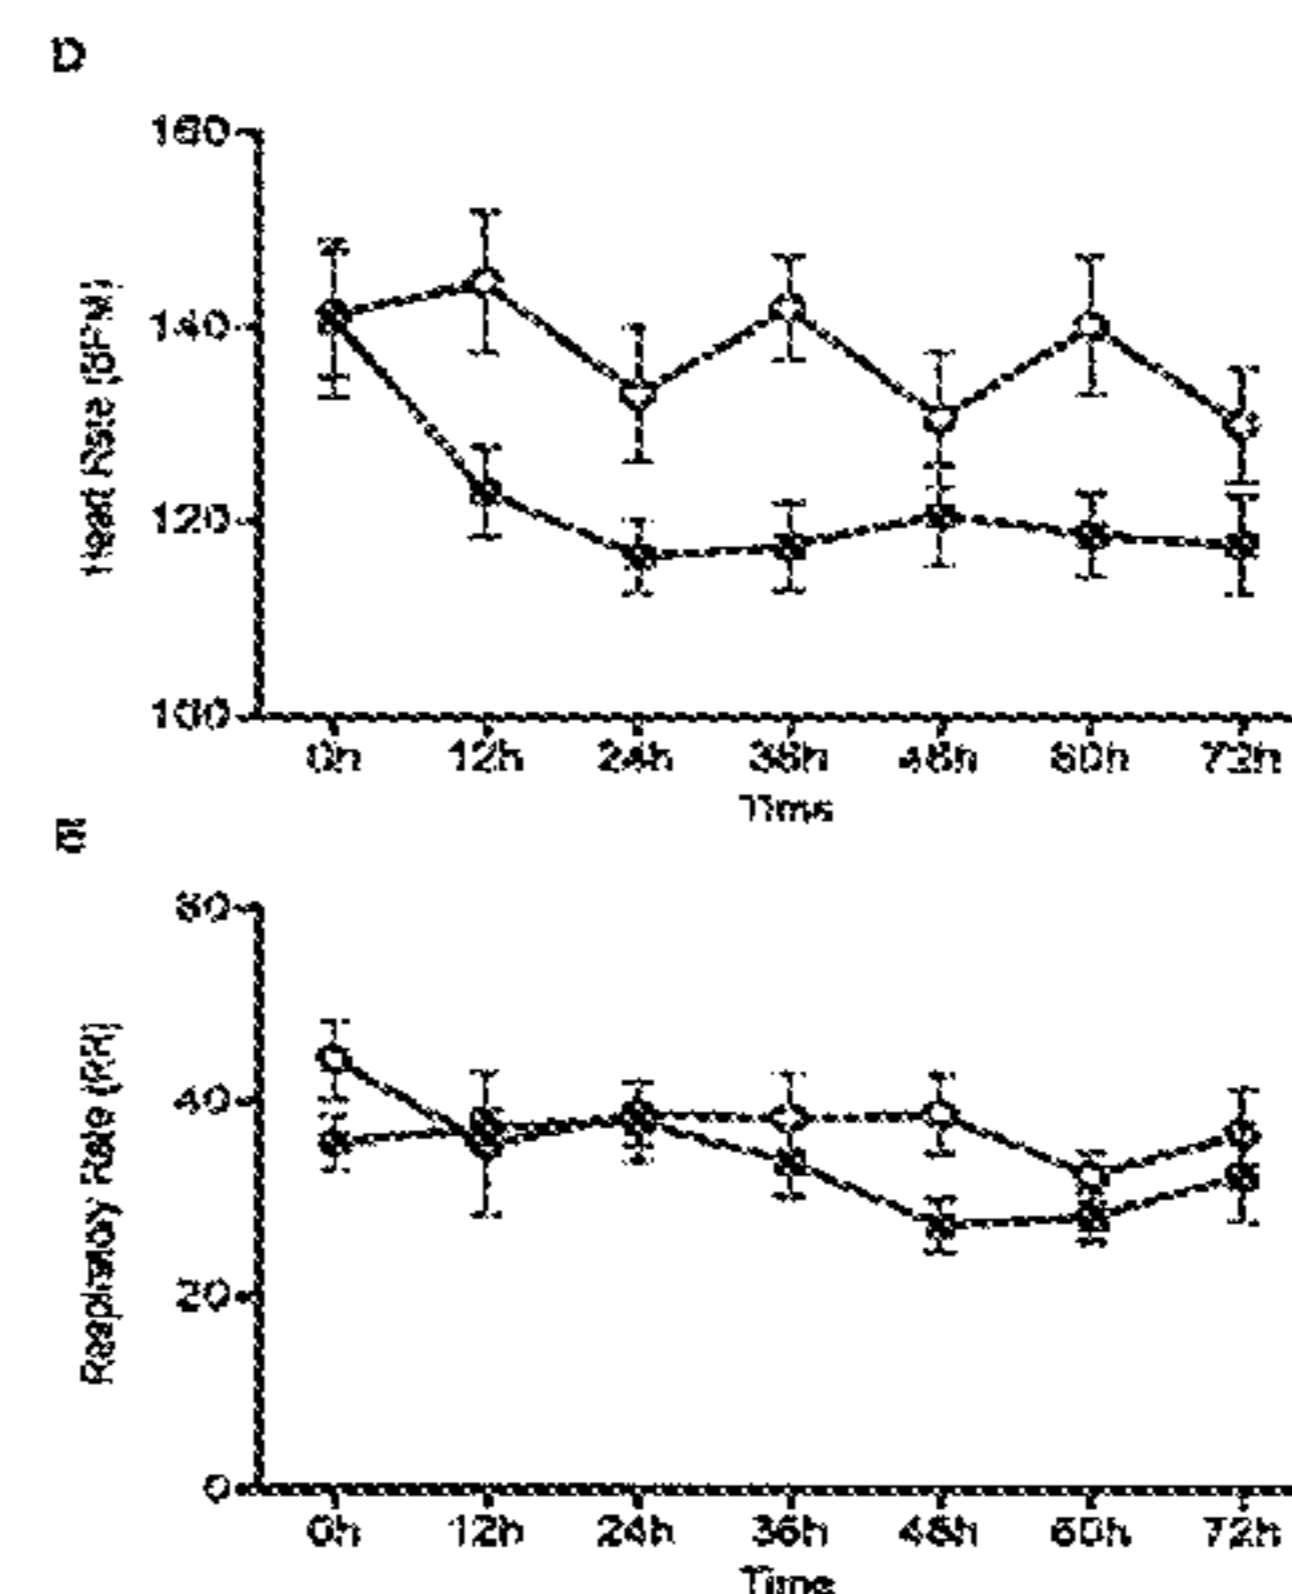 D
160
140
120
100
Heart Rate (BPM)
0h 12h 24h 36h 48h 60h 72h
Time
E
60
40
20
0
Respiratory Rate (RR)
0h 12h 24h 36h 48h 60h 72h
Time